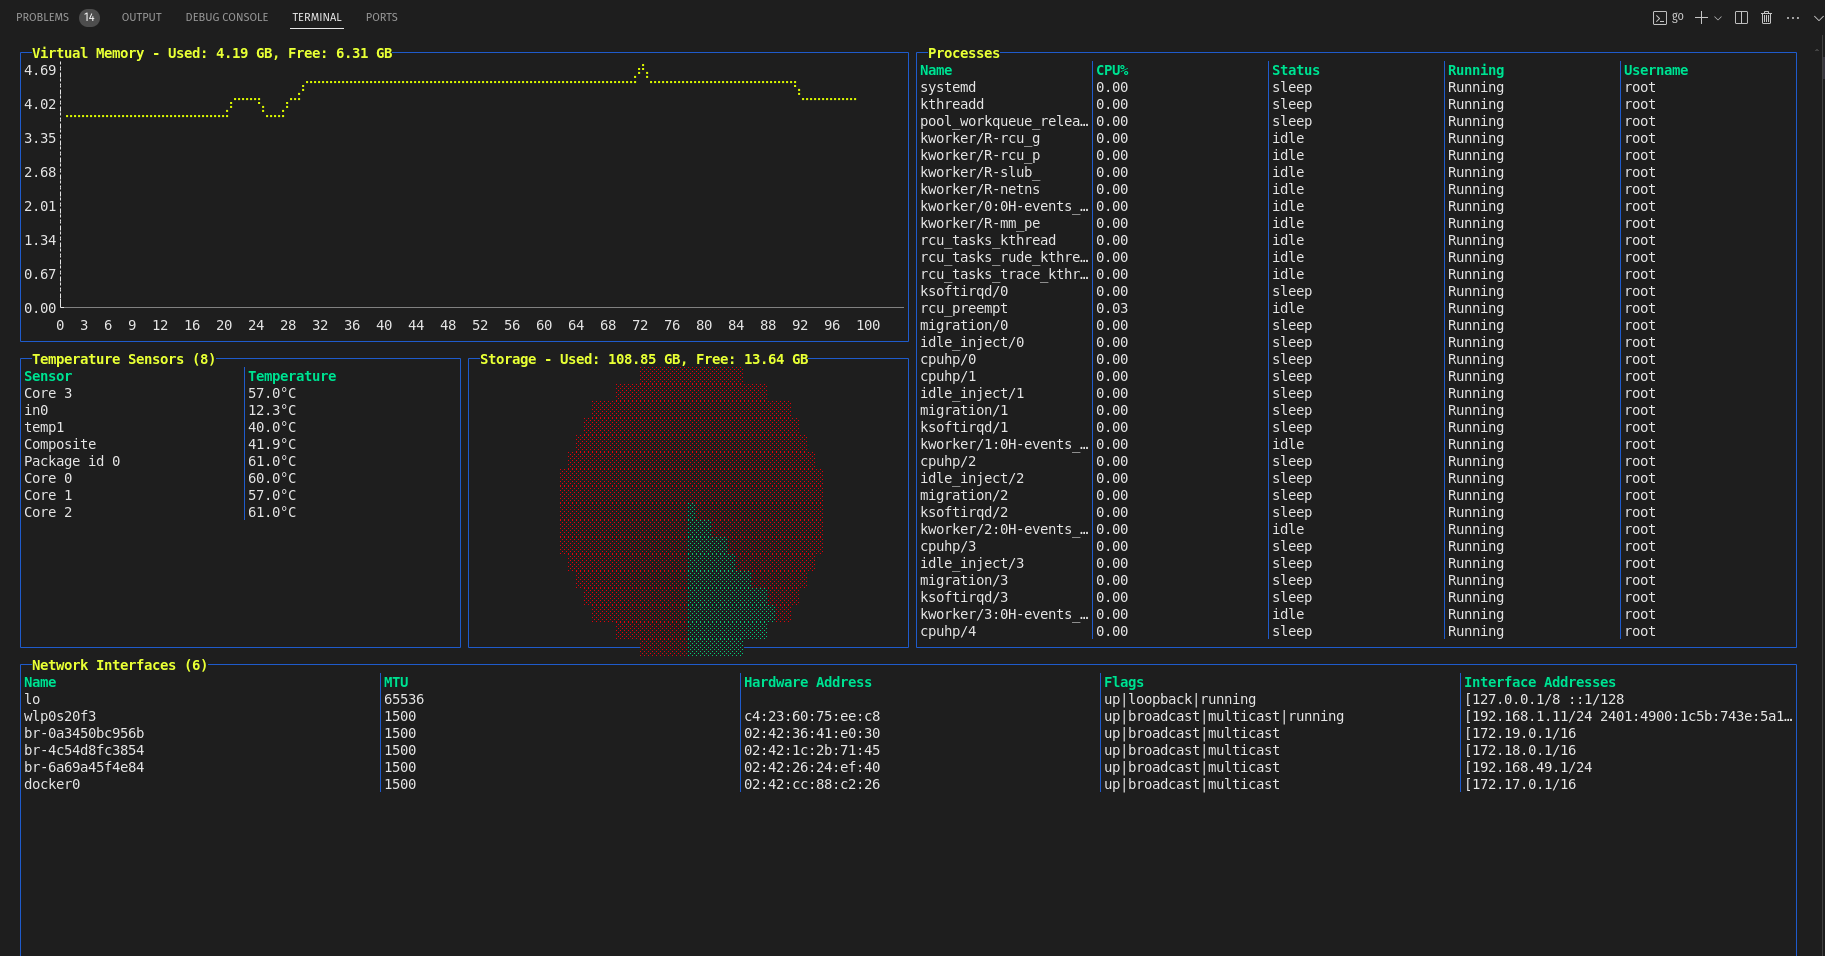 PROBLEMS 14 OUTPUT DEBUG CONSOLE TERMINAL PORTS go
Virtual Memory - Used: 4.19 GB, Free: 6.31 GB
4.69
4.02
3.35
2.68
2.01
1.34
0.67
0.00
0 3 6 9 12 16 20 24 28 32 36 40 44 48 52 56 60 64 68 72 76 80 84 88 92 96 100
Processes
Name CPU% Status Running Username
systemd 0.00 sleep Running root
kthreadd 0.00 sleep Running root
pool_workqueue_relea… 0.00 sleep Running root
kworker/R-rcu_g 0.00 idle Running root
kworker/R-rcu_p 0.00 idle Running root
kworker/R-slub_ 0.00 idle Running root
kworker/R-netns 0.00 idle Running root
kworker/0:0H-events_… 0.00 idle Running root
kworker/R-mm_pe 0.00 idle Running root
rcu_tasks_kthread 0.00 idle Running root
rcu_tasks_rude_kthre… 0.00 idle Running root
rcu_tasks_trace_kthr… 0.00 idle Running root
ksoftirqd/0 0.00 sleep Running root
rcu_preempt 0.03 idle Running root
migration/0 0.00 sleep Running root
idle_inject/0 0.00 sleep Running root
cpuhp/0 0.00 sleep Running root
cpuhp/1 0.00 sleep Running root
idle_inject/1 0.00 sleep Running root
migration/1 0.00 sleep Running root
ksoftirqd/1 0.00 sleep Running root
kworker/1:0H-events_… 0.00 idle Running root
cpuhp/2 0.00 sleep Running root
idle_inject/2 0.00 sleep Running root
migration/2 0.00 sleep Running root
ksoftirqd/2 0.00 sleep Running root
kworker/2:0H-events_… 0.00 idle Running root
cpuhp/3 0.00 sleep Running root
idle_inject/3 0.00 sleep Running root
migration/3 0.00 sleep Running root
ksoftirqd/3 0.00 sleep Running root
kworker/3:0H-events_… 0.00 idle Running root
cpuhp/4 0.00 sleep Running root
Temperature Sensors (8)
Sensor Temperature
Core 3 57.0°C
in0 12.3°C
temp1 40.0°C
Composite 41.9°C
Package id 0 61.0°C
Core 0 60.0°C
Core 1 57.0°C
Core 2 61.0°C
Storage - Used: 108.85 GB, Free: 13.64 GB
Network Interfaces (6)
Name MTU Hardware Address Flags Interface Addresses
lo 65536 up|loopback|running [127.0.0.1/8 ::1/128
wlp0s20f3 1500 c4:23:60:75:ee:c8 up|broadcast|multicast|running [192.168.1.11/24 2401:4900:1c5b:743e:5a1…
br-0a3450bc956b 1500 02:42:36:41:e0:30 up|broadcast|multicast [172.19.0.1/16
br-4c54d8fc3854 1500 02:42:1c:2b:71:45 up|broadcast|multicast [172.18.0.1/16
br-6a69a45f4e84 1500 02:42:26:24:ef:40 up|broadcast|multicast [192.168.49.1/24
docker0 1500 02:42:cc:88:c2:26 up|broadcast|multicast [172.17.0.1/16